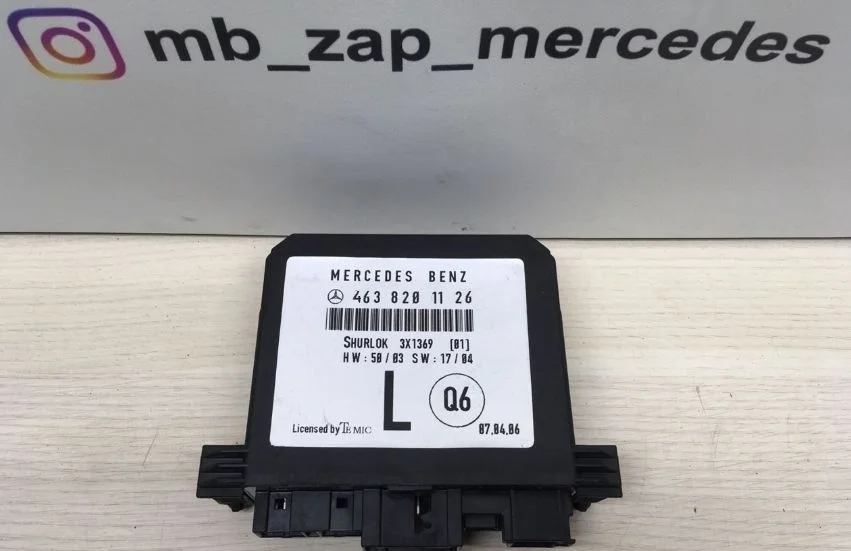 mb_zap_mercedes
MERCEDES BENZ
463 820 11 26
SHURLOK 3X1369 [01]
HW:50/03 SW:17/04
L Q6
Licensed by TEMIC 07.04.06